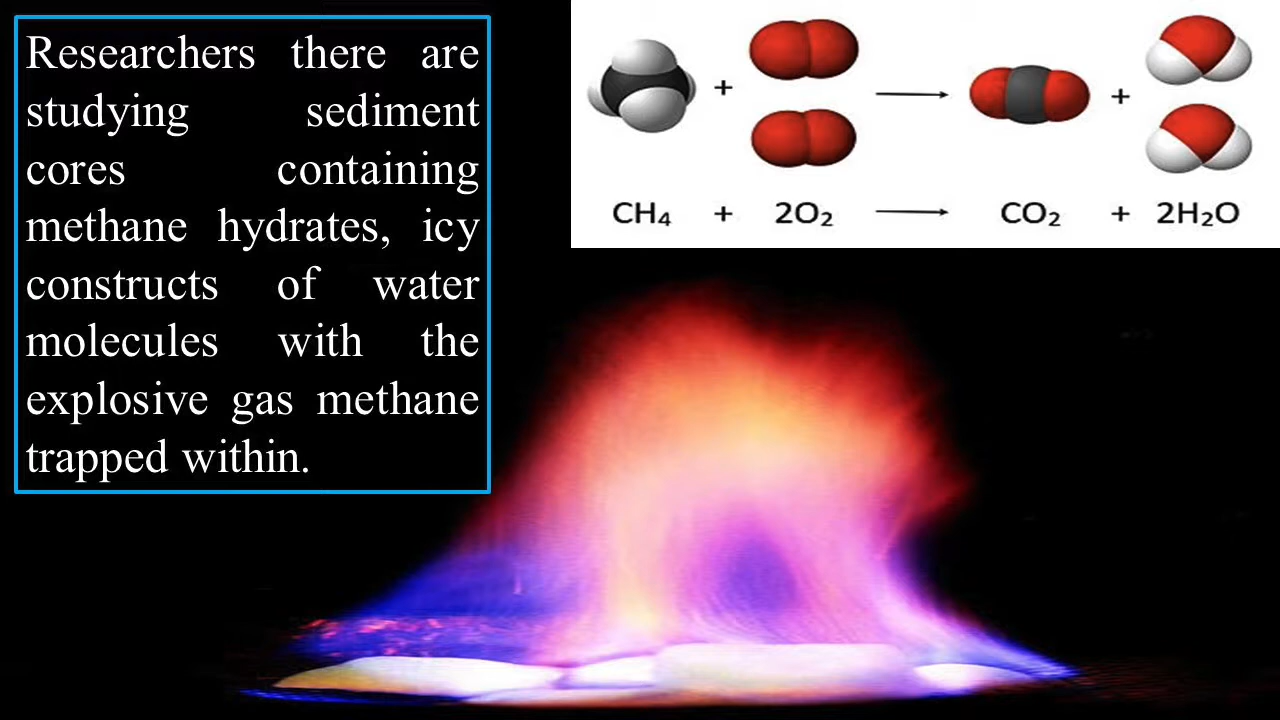 Researchers there are
studying sediment
cores containing
methane hydrates, icy
constructs of water
molecules with the
explosive gas methane
trapped within.
+ → +
CH₄ + 2O₂ → CO₂ + 2H₂O